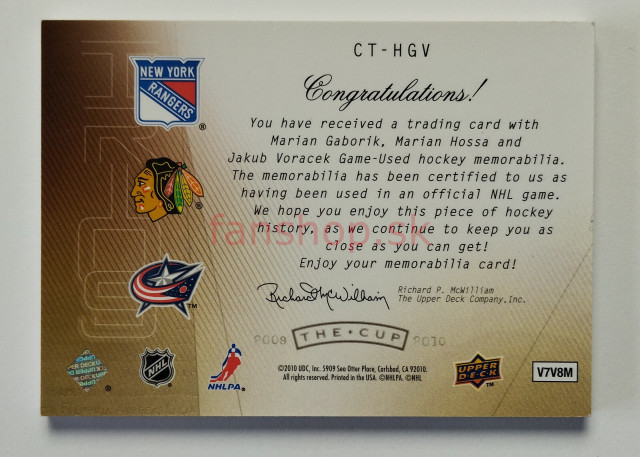 CT-HGV
NEW YORK
RANGERS
®
Congratulations!
You have received a trading card with
Marian Gaborik, Marian Hossa and
Jakub Voracek Game-Used hockey memorabilia.
The memorabilia has been certified to us as
having been used in an official NHL game.
We hope you enjoy this piece of hockey
history, as we continue to keep you as
close as you can get!
Enjoy your memorabilia card!
®
fanshop.sk
TM
Richard McWilliam
Richard P. McWilliam
The Upper Deck Company, Inc.
2009 THE CUP 2010
®
NHL
®
NHLPA.
©2010 UDC, Inc. 5909 Sea Otter Place, Carlsbad, CA 92010.
All rights reserved. Printed in the USA. ©NHLPA. ©NHL
UPPER
DECK
TM
V7V8M